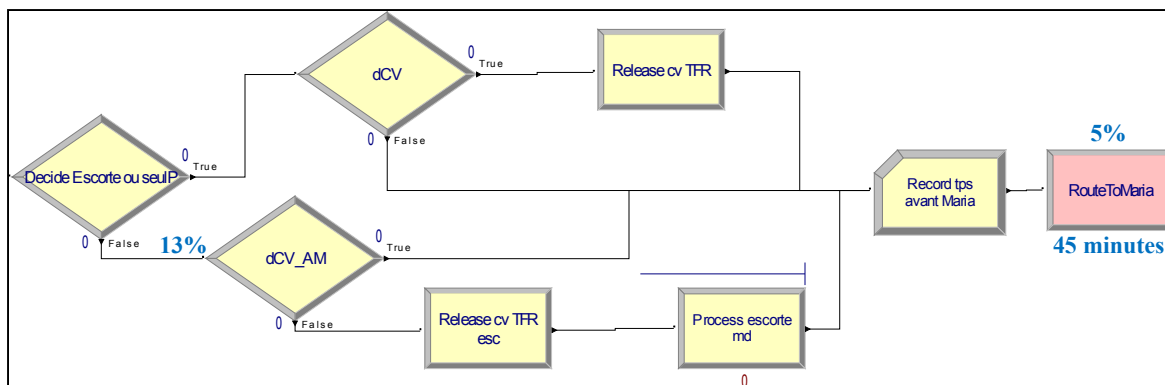 0
True
dCV
0
False
Release cv TFR
Decide Escorte ou seulP
0
True
0
False
13%
dCV_AM
0
True
0
False
Release cv TFR
esc
Process escorte
md
0
Record tps
avant Maria
5%
RouteToMaria
45 minutes